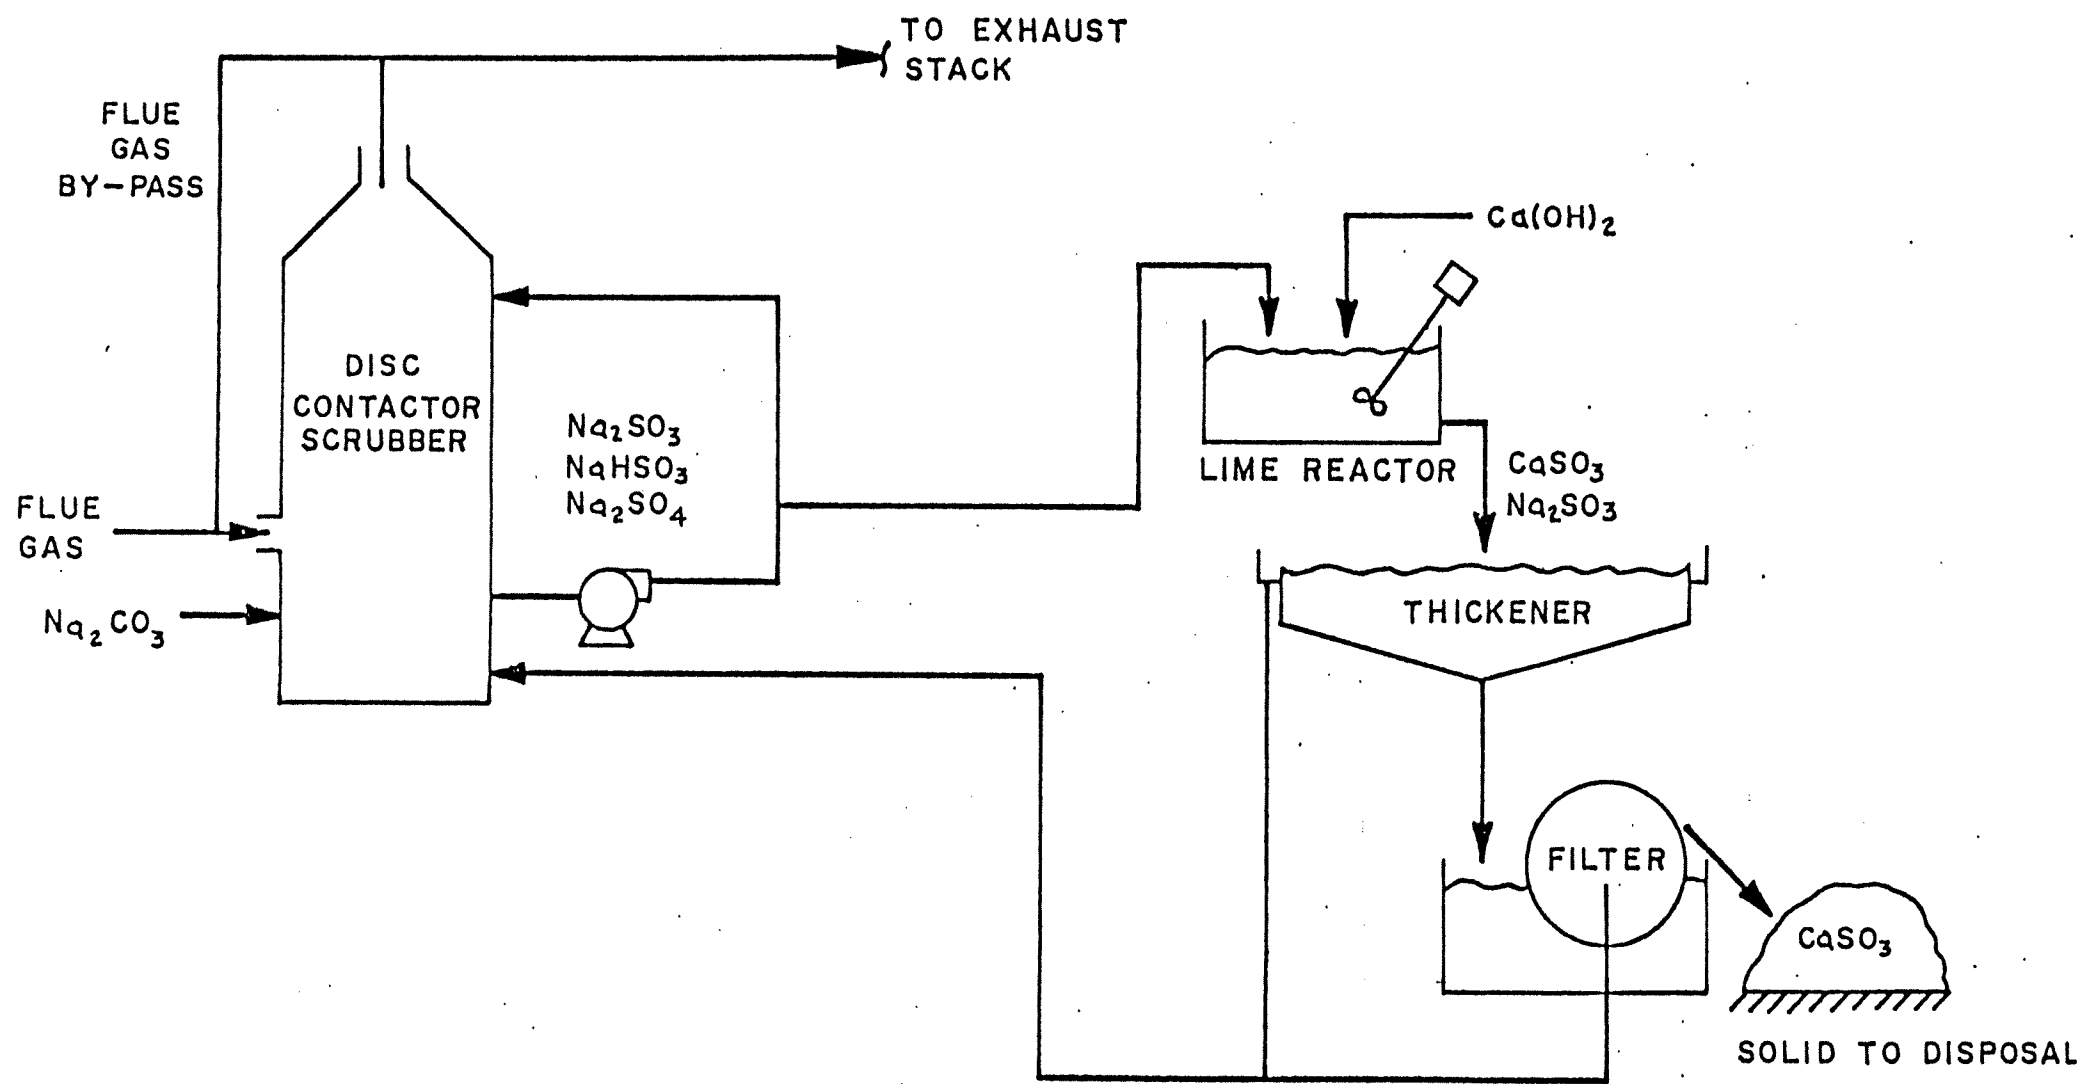 TO EXHAUST
STACK
FLUE
GAS
BY-PASS
Ca(OH)₂
DISC
CONTACTOR
SCRUBBER
Na₂SO₃
NaHSO₃
Na₂SO₄
LIME REACTOR
CaSO₃
Na₂SO₃
FLUE
GAS
Na₂CO₃
THICKENER
FILTER
CaSO₃
SOLID TO DISPOSAL